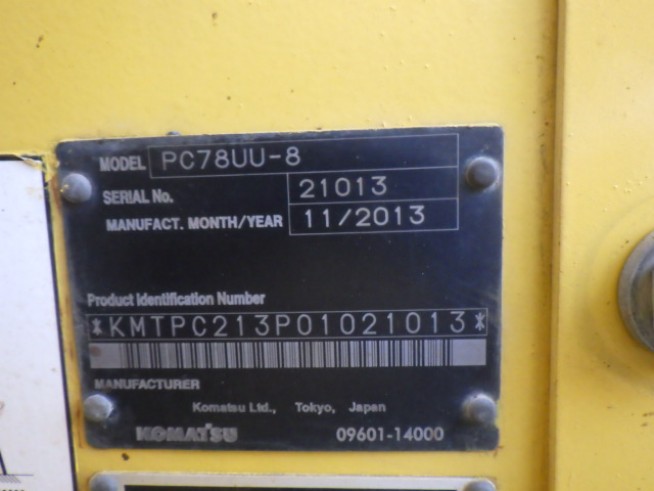 MODEL PC78UU-8
SERIAL No. 21013
MANUFACT. MONTH/YEAR 11/2013
Product Identification Number
*KMTPC213P01021013*
MANUFACTURER
Komatsu Ltd., Tokyo, Japan
KOMATSU 09601-14000